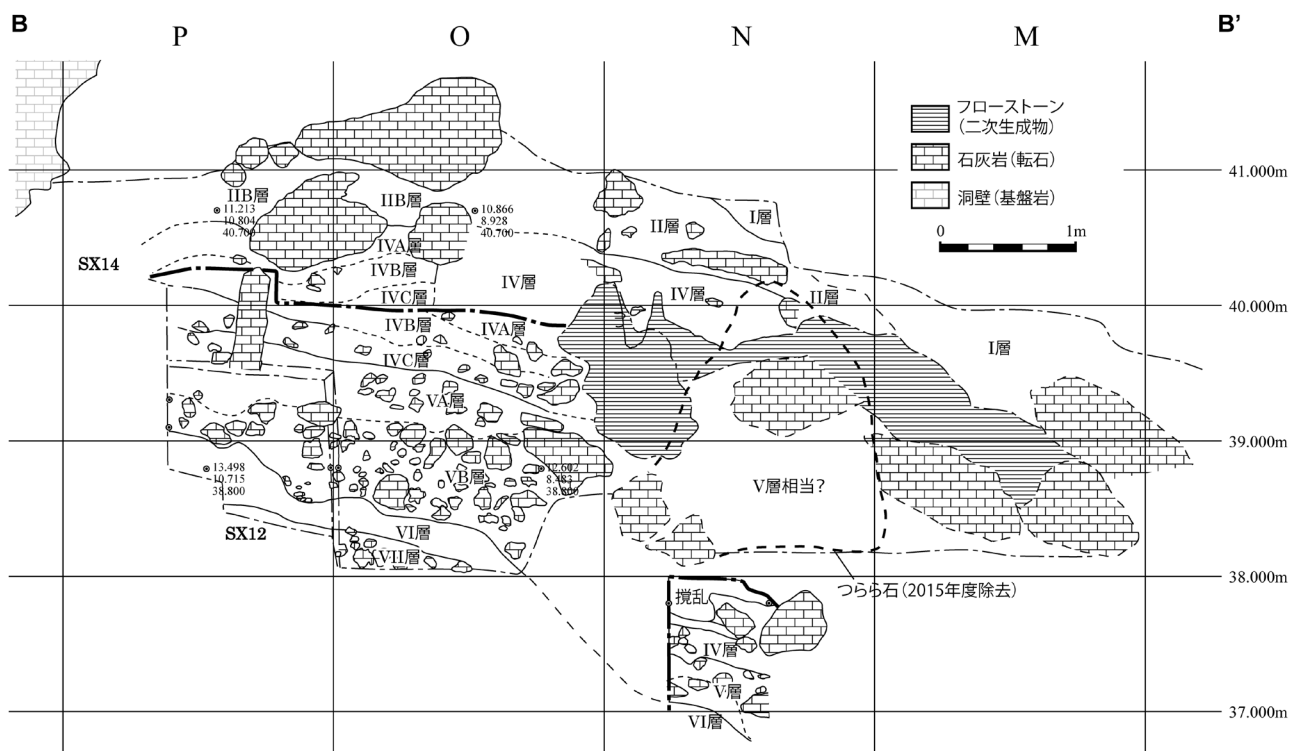 B
P
O
N
M
B'
フローストーン
(二次生成物)
石灰岩(転石)
洞壁(基盤岩)
0
1m
41.000m
40.000m
39.000m
38.000m
37.000m
IIB層
11.213
10.804
40.700
IIB層
10.866
8.928
40.700
II層
I層
IVA層
SX14
IVB層
IV層
IVC層
IV層
II層
IVB層
IVA層
I層
IVC層
VA層
13.498
10.715
38.800
VB層
12.602
8.483
38.800
V層相当?
SX12
VI層
VII層
つらら石(2015年度除去)
撹乱
IV層
V層
VI層